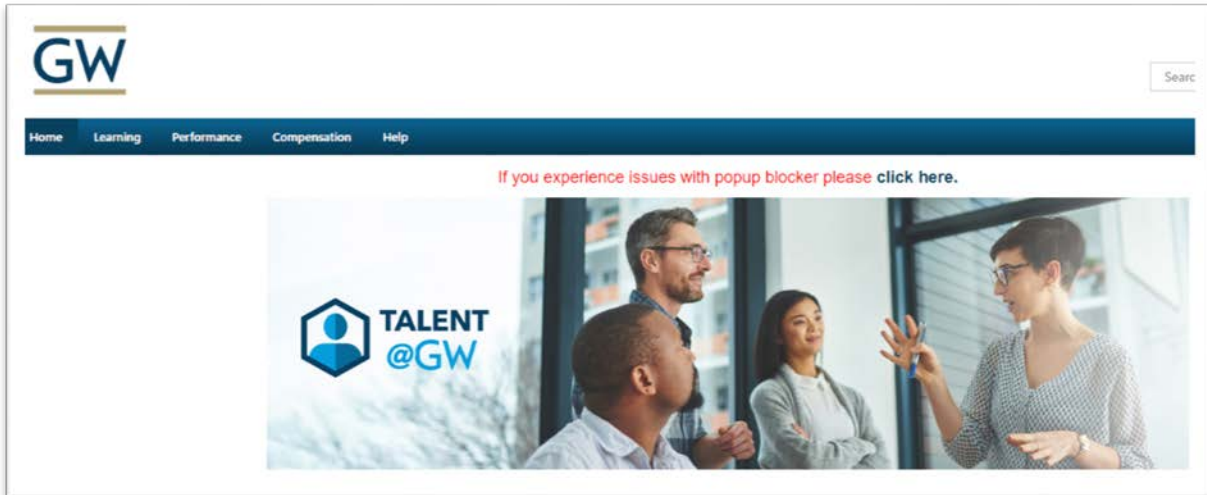 GW
Searc
Home Learning Performance Compensation Help
If you experience issues with popup blocker please click here.
TALENT
@GW